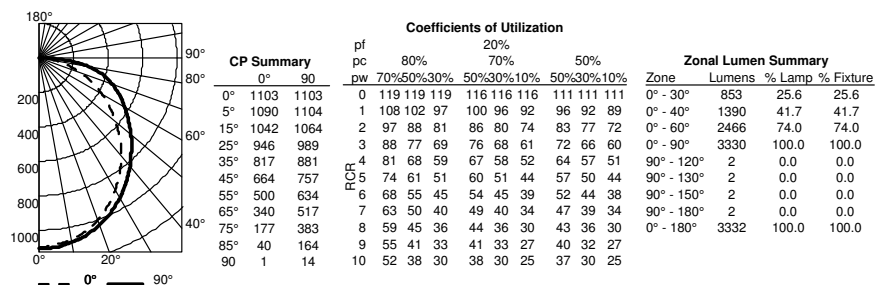 180°
90°
80°
60°
40°
200
400
600
800
1000
0° 20°
0° 90°
CP Summary
0° 90
0° 1103 1103
5° 1090 1104
15° 1042 1064
25° 946 989
35° 817 881
45° 664 757
55° 500 634
65° 340 517
75° 177 383
85° 40 164
90 1 14
Coefficients of Utilization
pf 20%
pc 80% 70% 50%
pw 70%50%30% 50%30%10% 50%30%10%
RCR
0 119 119 119 116 116 116 111 111 111
1 108 102 97 100 96 92 96 92 89
2 97 88 81 86 80 74 83 77 72
3 88 77 69 76 68 61 72 66 60
4 81 68 59 67 58 52 64 57 51
5 74 61 51 60 51 44 57 50 44
6 68 55 45 54 45 39 52 44 38
7 63 50 40 49 40 34 47 39 34
8 59 45 36 44 36 30 43 36 30
9 55 41 33 41 33 27 40 32 27
10 52 38 30 38 30 25 37 30 25
Zonal Lumen Summary
Zone Lumens % Lamp % Fixture
0° - 30° 853 25.6 25.6
0° - 40° 1390 41.7 41.7
0° - 60° 2466 74.0 74.0
0° - 90° 3330 100.0 100.0
90° - 120° 2 0.0 0.0
90° - 130° 2 0.0 0.0
90° - 150° 2 0.0 0.0
90° - 180° 2 0.0 0.0
0° - 180° 3332 100.0 100.0